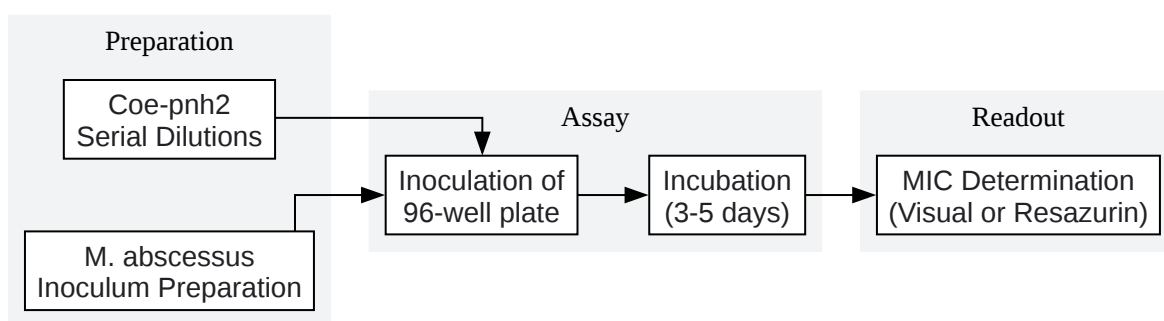 Preparation
Coe-pnh2
Serial Dilutions
M. abscessus
Inoculum Preparation
Assay
Inoculation of
96-well plate
Incubation
(3-5 days)
Readout
MIC Determination
(Visual or Resazurin)